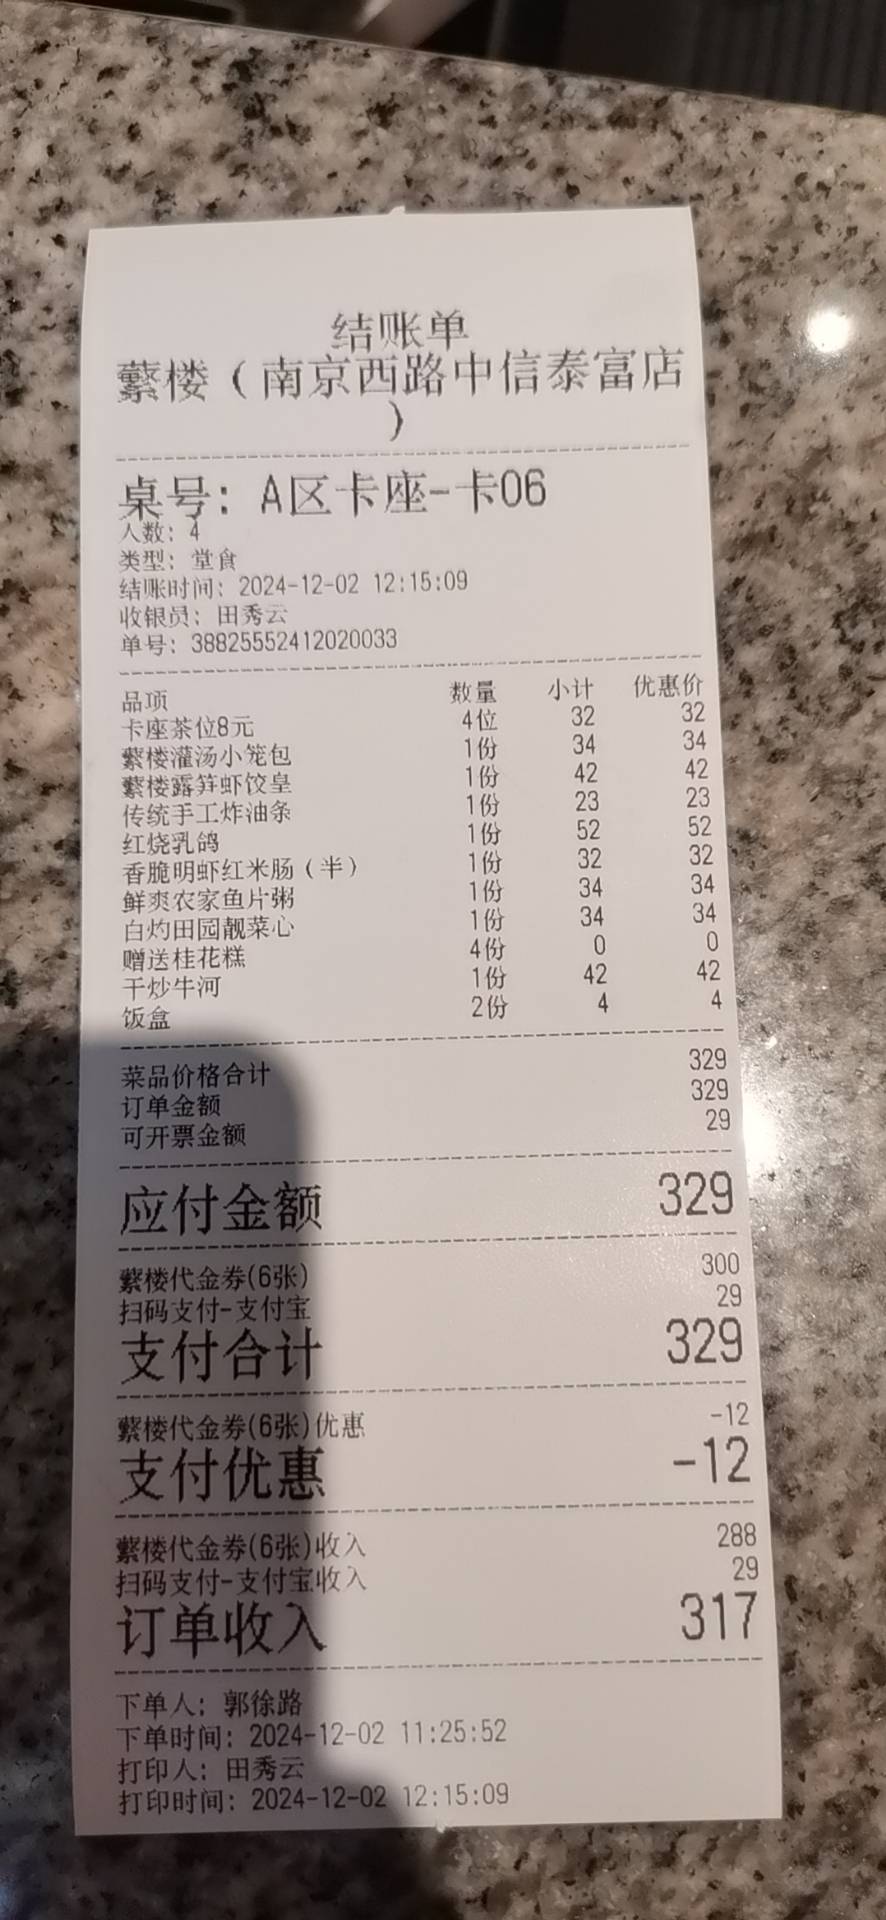 结账单
蘩楼（南京西路中信泰富店
）
桌号：A区卡座-卡06
人数：4
类型：堂食
结账时间：2024-12-02 12:15:09
收银员：田秀云
单号：38825552412020033
品项 数量 小计 优惠价
卡座茶位8元 4位 32 32
蘩楼灌汤小笼包 1份 34 34
蘩楼露笋虾饺皇 1份 42 42
传统手工炸油条 1份 23 23
红烧乳鸽 1份 52 52
香脆明虾红米肠（半） 1份 32 32
鲜爽农家鱼片粥 1份 34 34
白灼田园靓菜心 1份 34 34
赠送桂花糕 4份 0 0
干炒牛河 1份 42 42
饭盒 2份 4 4
菜品价格合计 329
订单金额 329
可开票金额 29
应付金额 329
蘩楼代金券(6张) 300
扫码支付-支付宝 29
支付合计 329
蘩楼代金券(6张)优惠 -12
支付优惠 -12
蘩楼代金券(6张)收入 288
扫码支付-支付宝收入 29
订单收入 317
下单人：郭徐路
下单时间：2024-12-02 11:25:52
打印人：田秀云
打印时间：2024-12-02 12:15:09